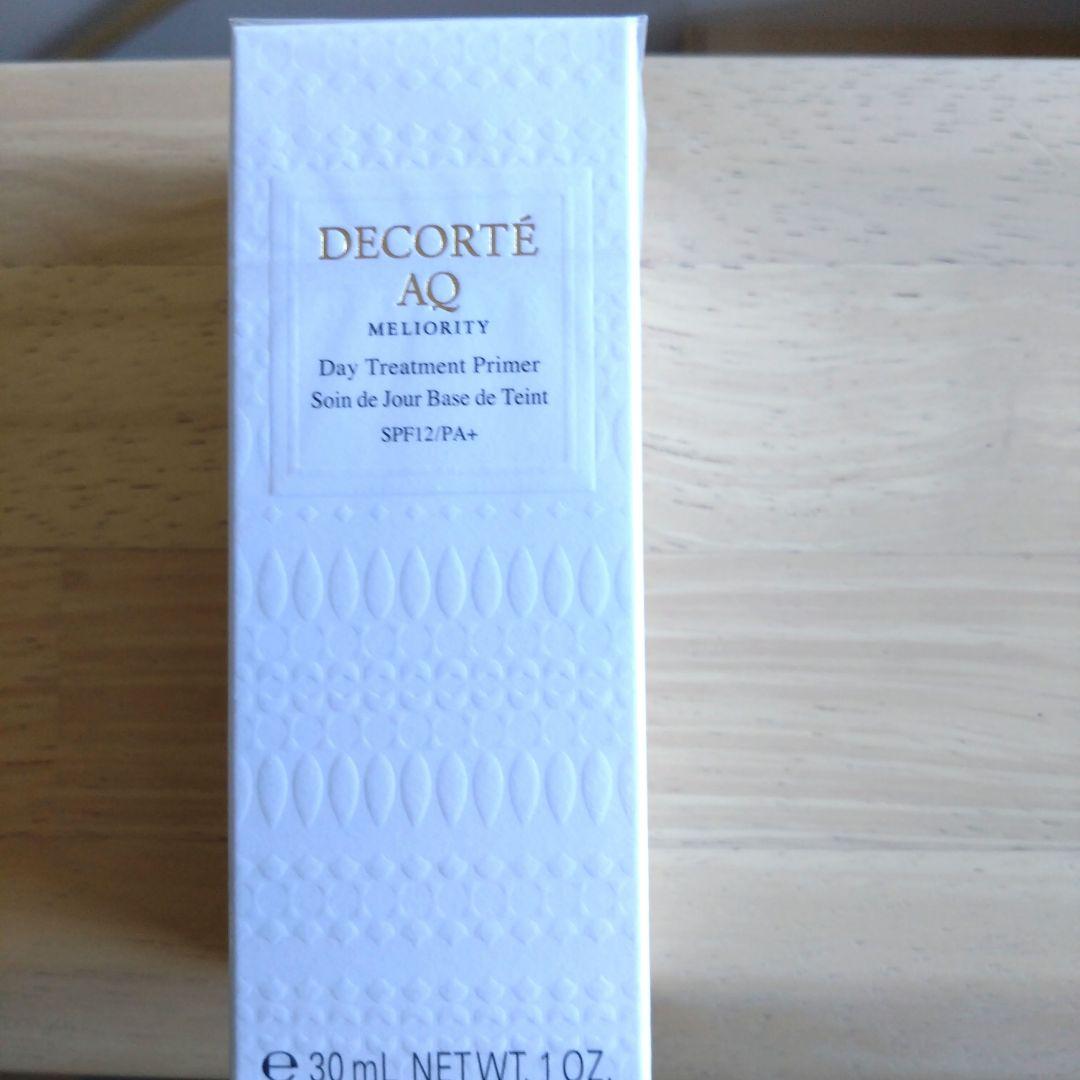 DECORTÉ
AQ
MELIORITY
Day Treatment Primer
Soin de Jour Base de Teint
SPF12/PA+
℮ 30 mL NET WT. 1 OZ.